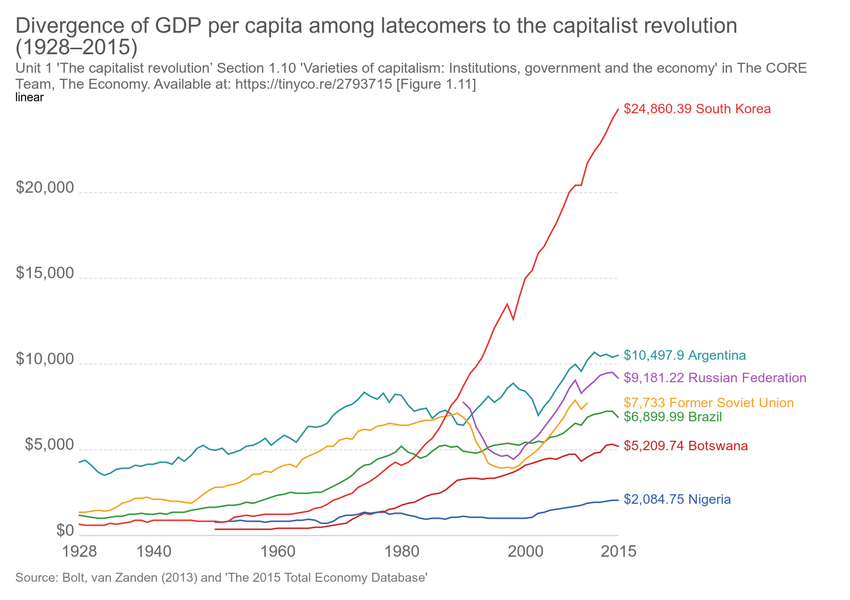 Divergence of GDP per capita among latecomers to the capitalist revolution
(1928–2015)
Unit 1 'The capitalist revolution’ Section 1.10 'Varieties of capitalism: Institutions, government and the economy' in The CORE
Team, The Economy. Available at: https://tinyco.re/2793715 [Figure 1.11]
linear
$24,860.39 South Korea
$20,000
$15,000
$10,000
$10,497.9 Argentina
$9,181.22 Russian Federation
$7,733 Former Soviet Union
$6,899.99 Brazil
$5,000
$5,209.74 Botswana
$2,084.75 Nigeria
$0
1928 1940 1960 1980 2000 2015
Source: Bolt, van Zanden (2013) and 'The 2015 Total Economy Database'